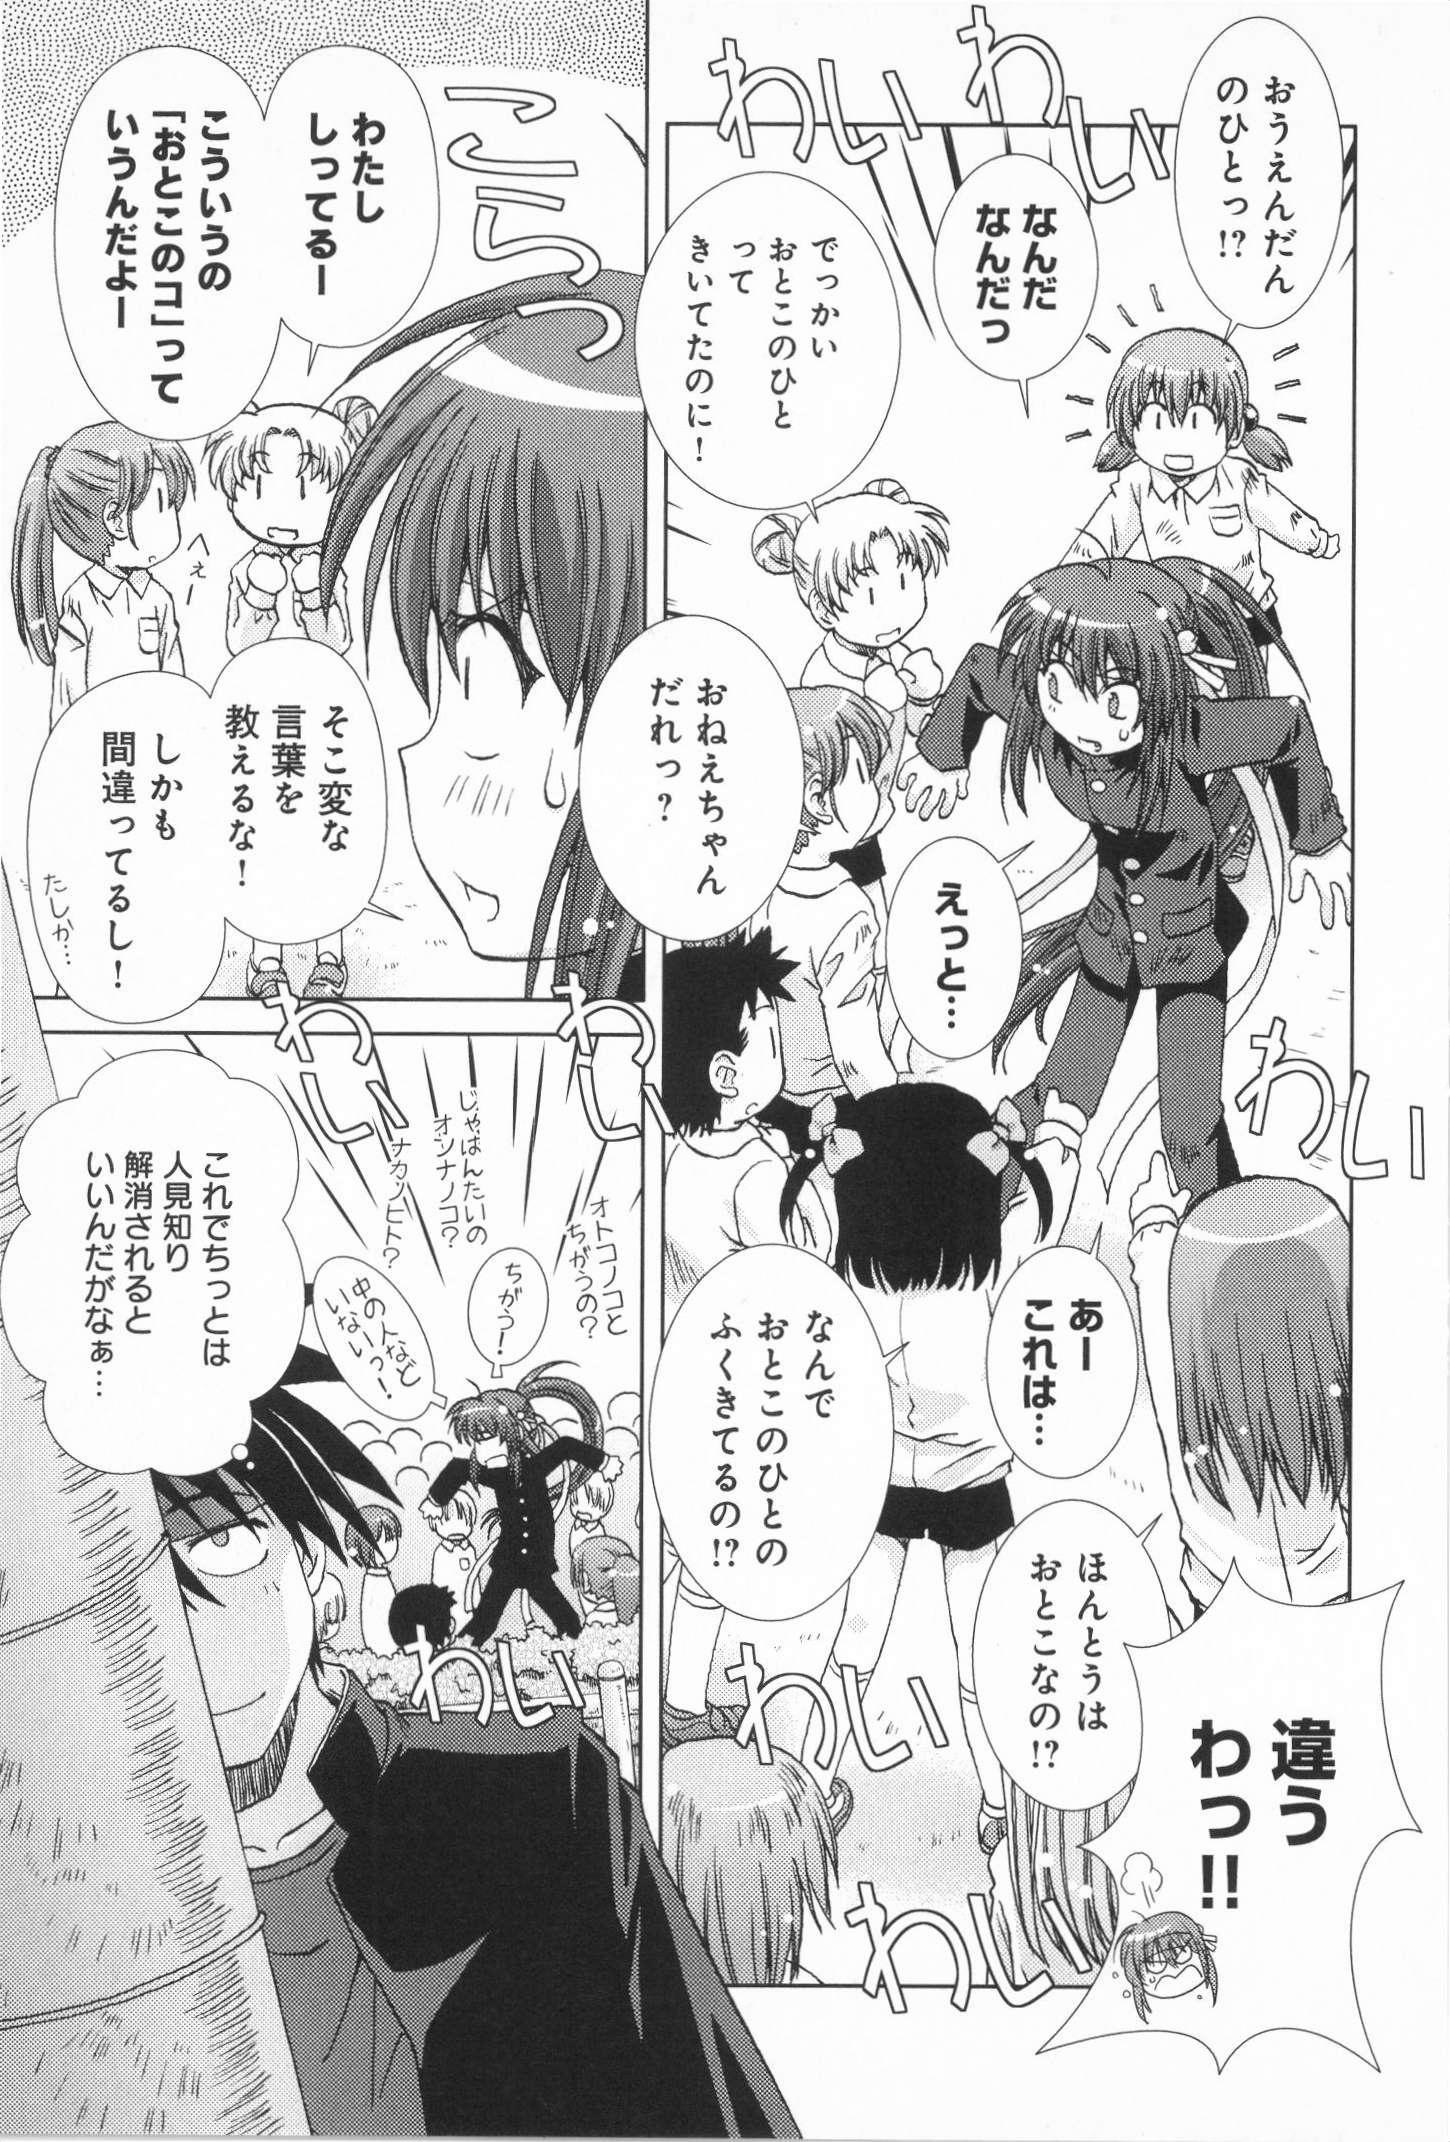 わい
わい
おうえんだん
のひとっ!?
なんだ
なんだっ
でっかい
おとこのひと
って
きいてたのに!
おねえちゃん
だれっ?
えっと…
わい
あー
これは…
なんで
おとこのひとの
ふくきてるの!?
ほんとうは
おとこなの!?
違う
わっ!!
わい
わい
こらっ
わたし
しってるー
こういうの
「おとこのコ」って
いうんだよー
へぇー
そこ変な
言葉を
教えるな!
しかも
間違ってるし!
たしか…
わい
わい
オトコノコと
ちがうの?
じゃはんたいの
オンナノコ?
ナカノヒト?
ちがう!
中の人など
いないっ!
これでちっとは
人見知り
解消されると
いいんだがなぁ…
わい